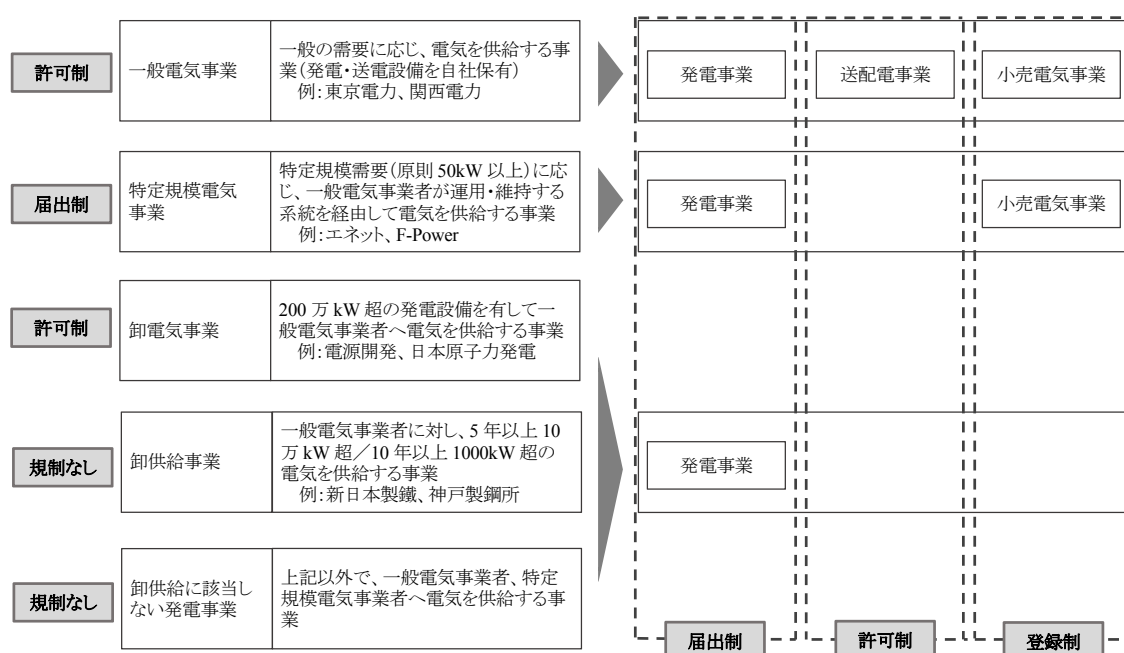 許可制
一般電気事業
一般の需要に応じ、電気を供給する事
業(発電・送電設備を自社保有)
例:東京電力、関西電力
発電事業
送配電事業
小売電気事業
届出制
特定規模電気
事業
特定規模需要(原則 50kW 以上)に応
じ、一般電気事業者が運用・維持する
系統を経由して電気を供給する事業
例:エネット、F-Power
発電事業
小売電気事業
許可制
卸電気事業
200 万 kW 超の発電設備を有して一
般電気事業者へ電気を供給する事業
例:電源開発、日本原子力発電
規制なし
卸供給事業
一般電気事業者に対し、5 年以上 10
万 kW 超/10 年以上 1000kW 超の
電気を供給する事業
例:新日本製鐵、神戸製鋼所
発電事業
規制なし
卸供給に該当し
ない発電事業
上記以外で、一般電気事業者、特定
規模電気事業者へ電気を供給する事
業
届出制
許可制
登録制